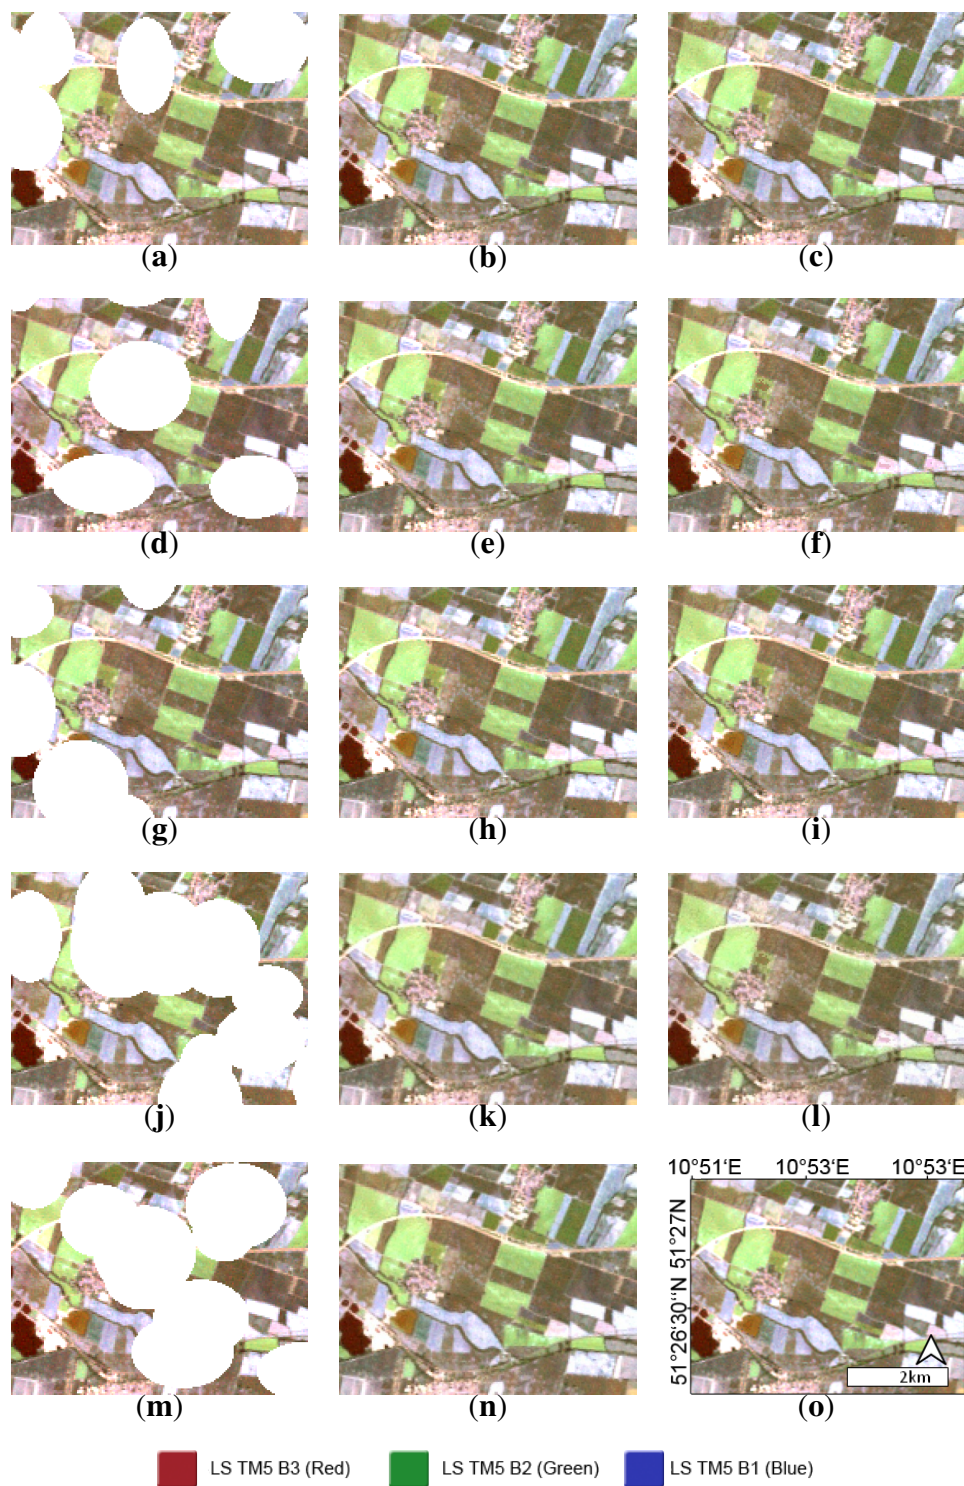 (a) (b) (c)
(d) (e) (f)
(g) (h) (i)
(j) (k) (l)
10°51'E 10°53'E 10°53'E
51°27N
51°26'30"N
2km
(m) (n) (o)
LS TM5 B3 (Red) LS TM5 B2 (Green) LS TM5 B1 (Blue)